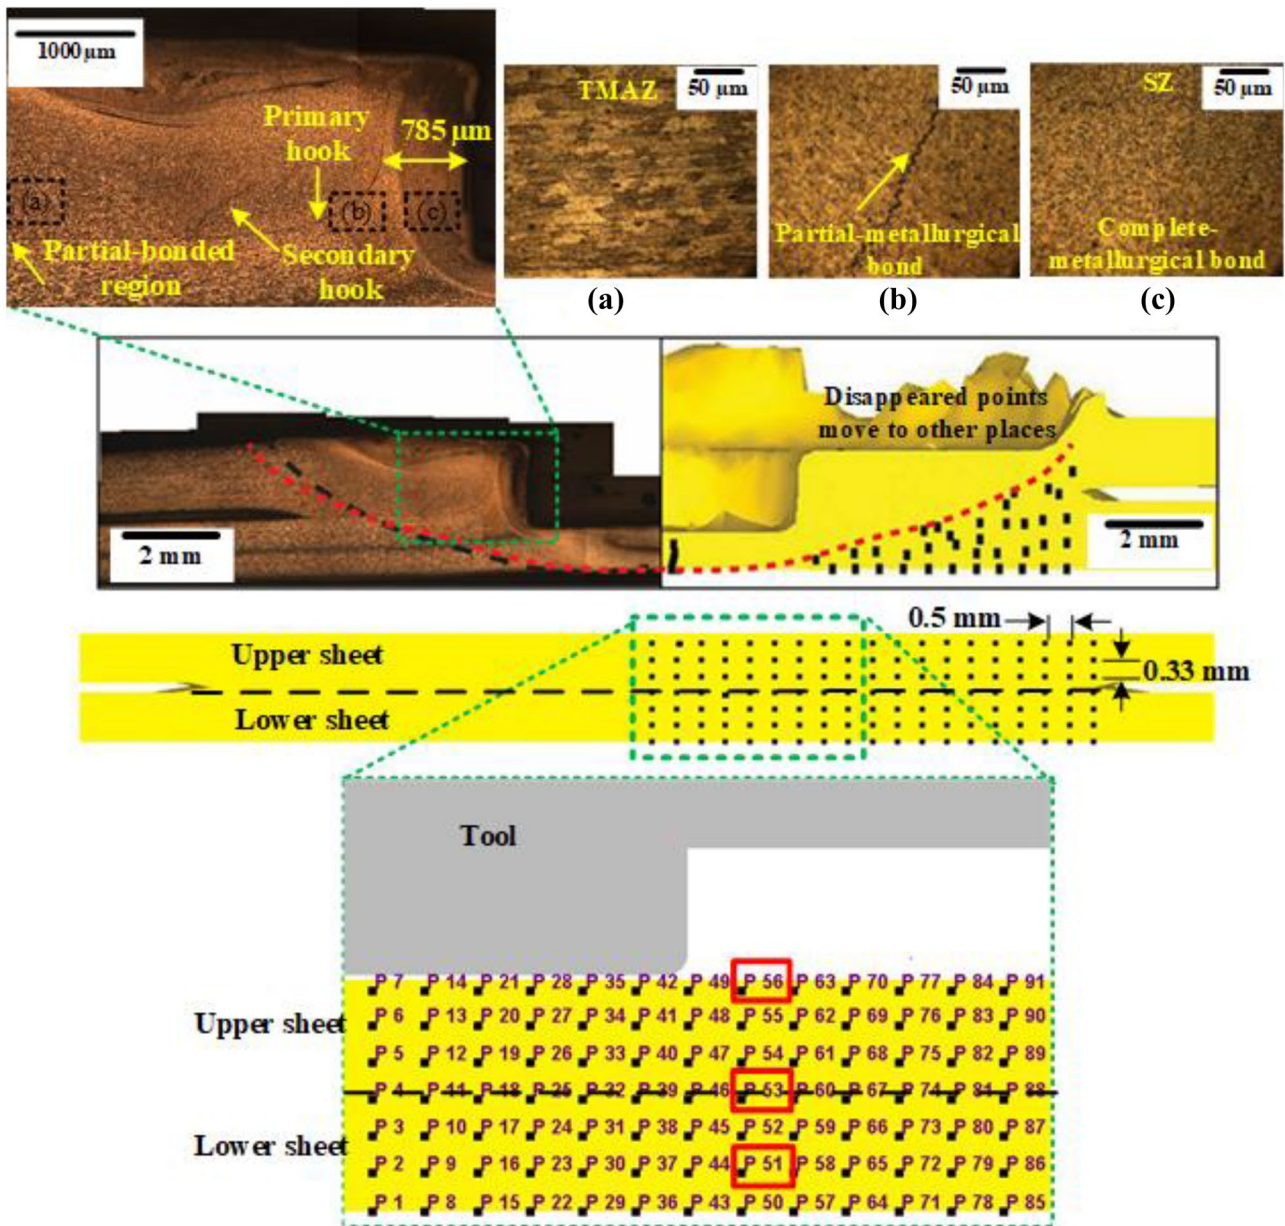 1000 µm
Primary
hook
785 µm
(a)
(b)
(c)
Partial-bonded
region
Secondary
hook
TMAZ
50 µm
50 µm
Partial-metallurgical
bond
SZ
50 µm
Complete-
metallurgical bond
(a)
(b)
(c)
Disappeared points
move to other places
2 mm
2 mm
0.5 mm
Upper sheet
0.33 mm
Lower sheet
Tool
P 7 P 14 P 21 P 28 P 35 P 42 P 49 P 56 P 63 P 70 P 77 P 84 P 91
Upper sheet
P 6 P 13 P 20 P 27 P 34 P 41 P 48 P 55 P 62 P 69 P 76 P 83 P 90
P 5 P 12 P 19 P 26 P 33 P 40 P 47 P 54 P 61 P 68 P 75 P 82 P 89
P 4 P 11 P 18 P 25 P 32 P 39 P 46 P 53 P 60 P 67 P 74 P 81 P 88
P 3 P 10 P 17 P 24 P 31 P 38 P 45 P 52 P 59 P 66 P 73 P 80 P 87
Lower sheet
P 2 P 9 P 16 P 23 P 30 P 37 P 44 P 51 P 58 P 65 P 72 P 79 P 86
P 1 P 8 P 15 P 22 P 29 P 36 P 43 P 50 P 57 P 64 P 71 P 78 P 85